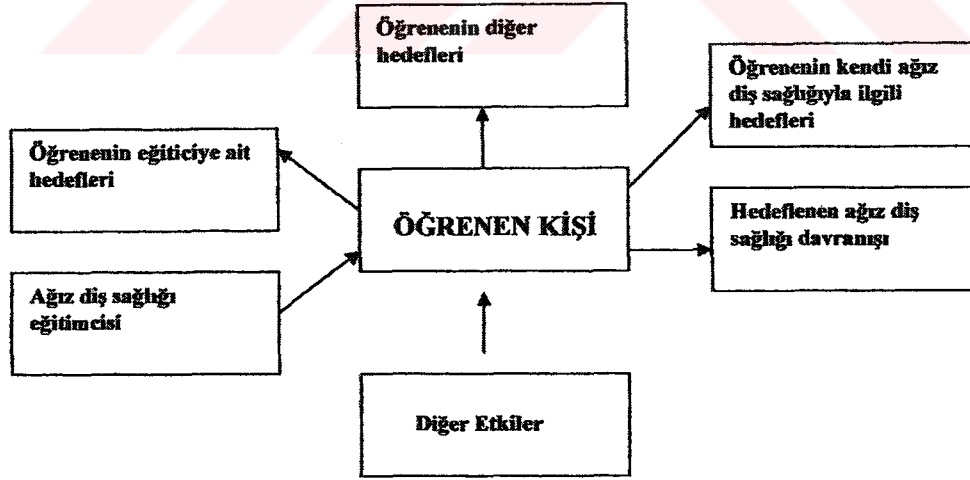 Öğrenenin diğer
hedefleri
Öğrenenin kendi ağız
diş sağlığıyla ilgili
hedefleri
Öğrenenin eğiticiye ait
hedefleri
ÖĞRENEN KİŞİ
Hedeflenen ağız diş
sağlığı davranışı
Ağız diş sağlığı
eğitimcisi
Diğer Etkiler